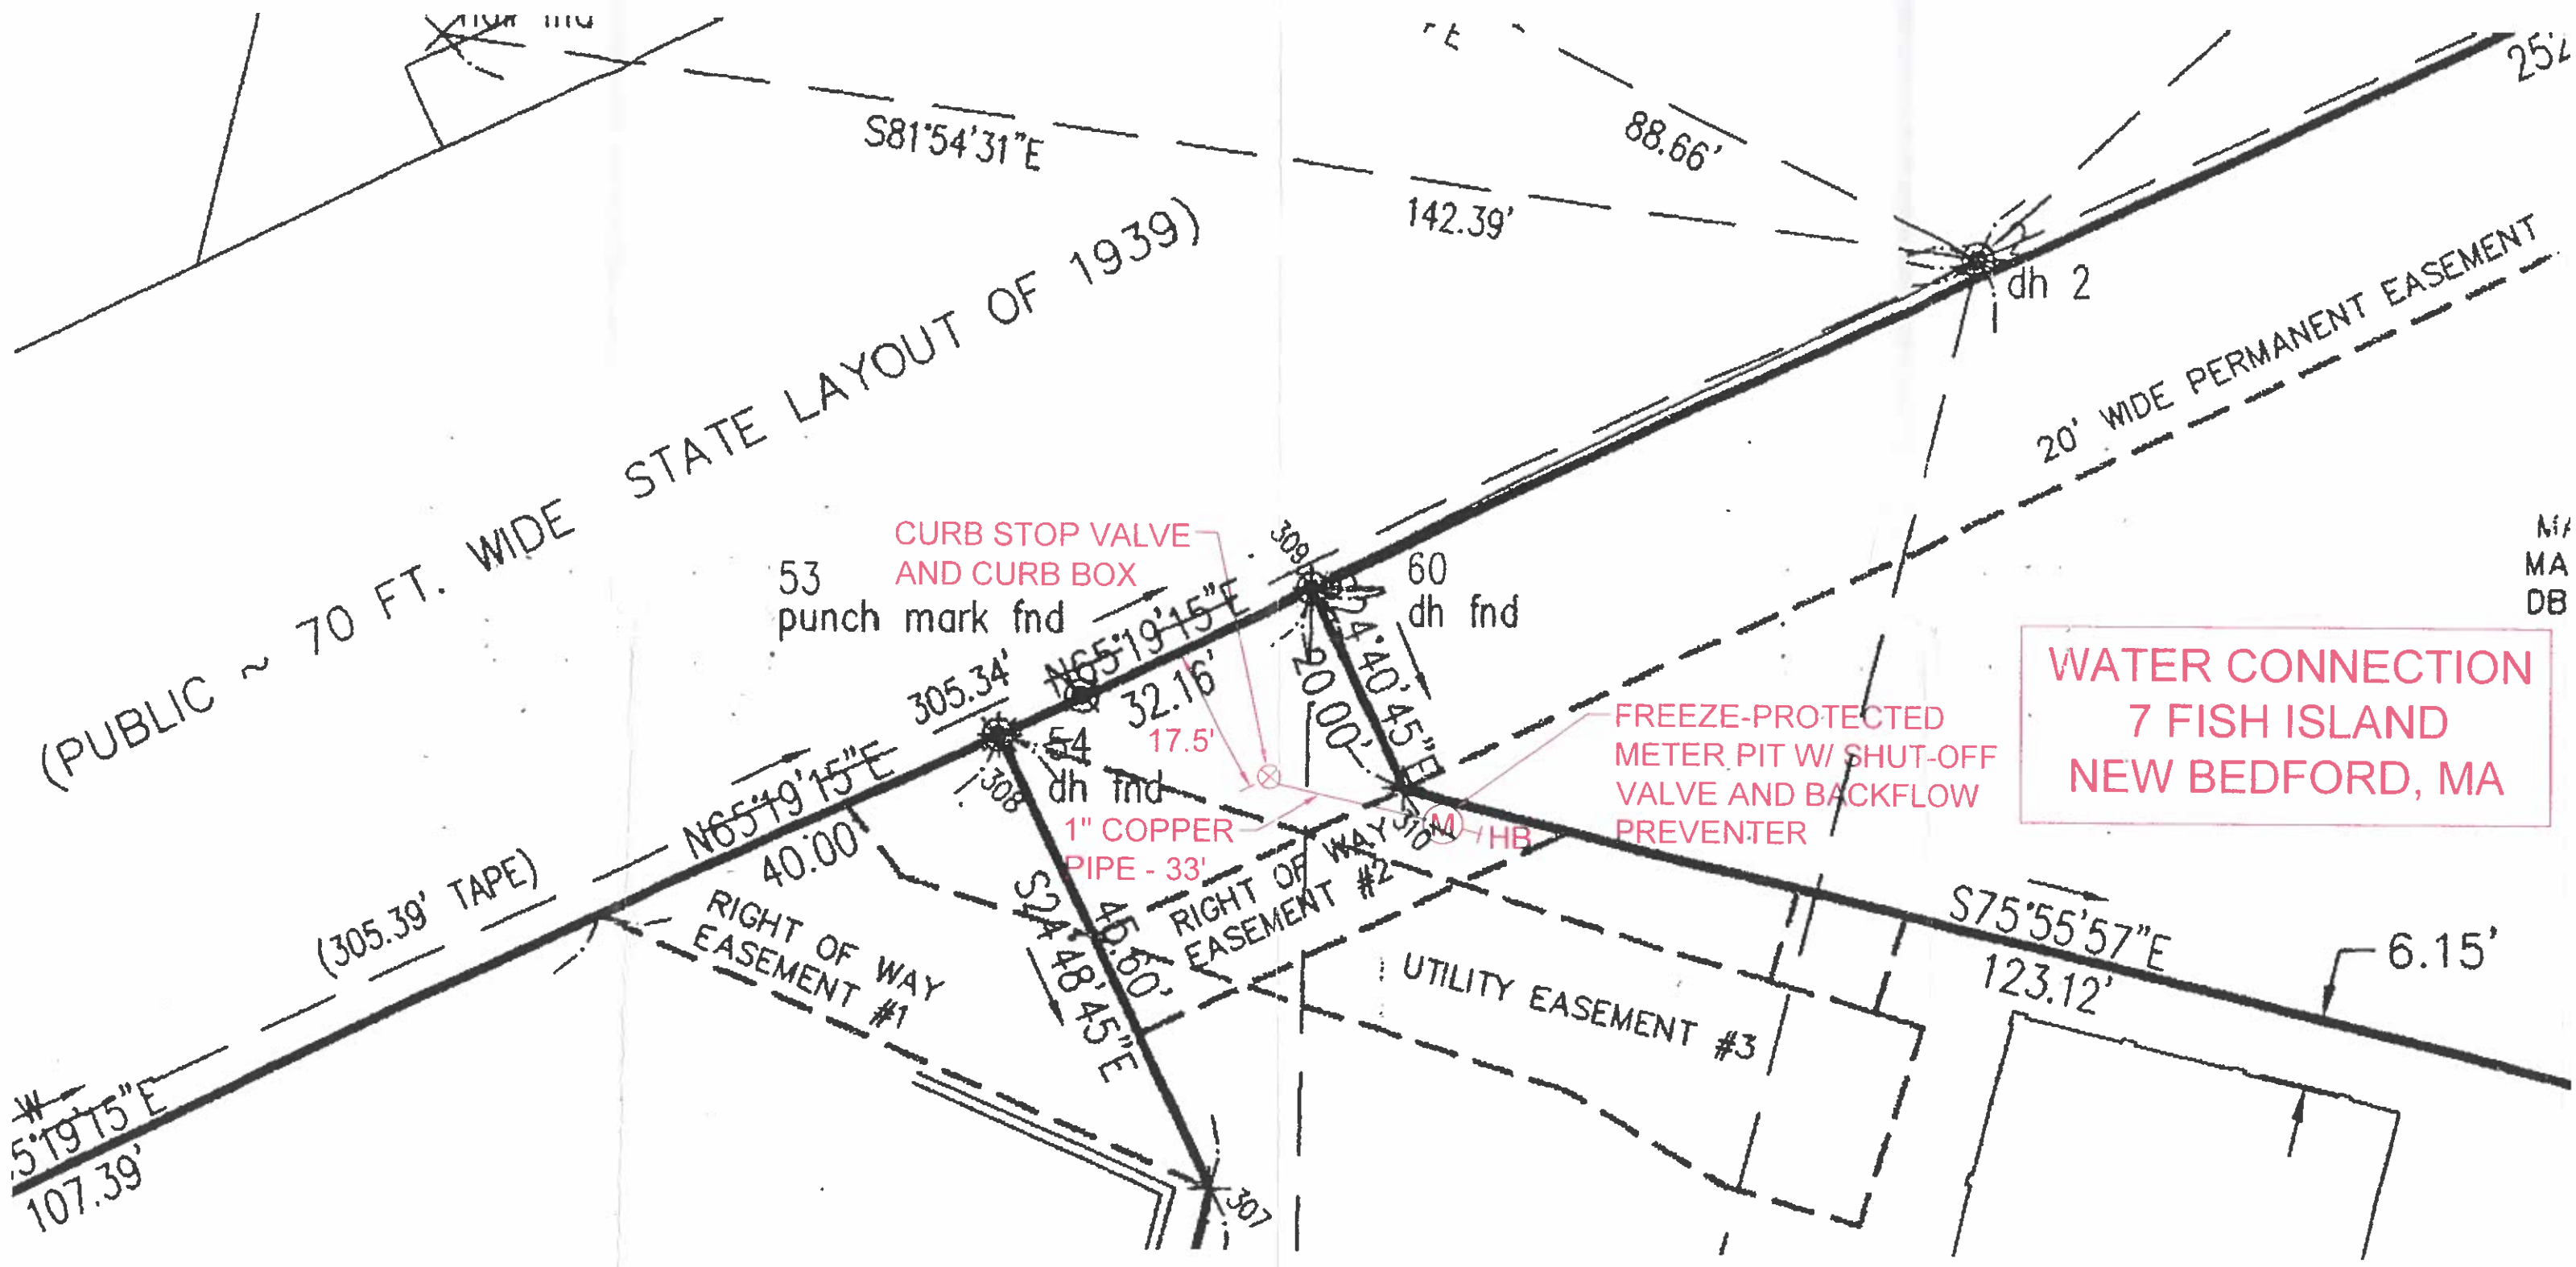 S81°54'31"E
88.66'
142.39'
dh 2
20' WIDE PERMANENT EASEMENT
(PUBLIC ~ 70 FT. WIDE STATE LAYOUT OF 1939)
CURB STOP VALVE
AND CURB BOX
53
punch mark fnd
309
60
dh fnd
MA
DB
WATER CONNECTION
7 FISH ISLAND
NEW BEDFORD, MA
N65°19'15"E
32.16'
305.34'
17.5'
20.00'
FREEZE-PROTECTED
METER PIT W/ SHUT-OFF
VALVE AND BACKFLOW
PREVENTER
54
dh fnd
308
N65°19'15"E
40.00'
1" COPPER
PIPE - 33'
M
HB
310
(305.39' TAPE)
RIGHT OF WAY
EASEMENT #1
RIGHT OF WAY
EASEMENT #2
S24°48'45"E
45.60'
UTILITY EASEMENT #3
S75°55'57"E
123.12'
6.15'
5°19'15"E
107.39'
307